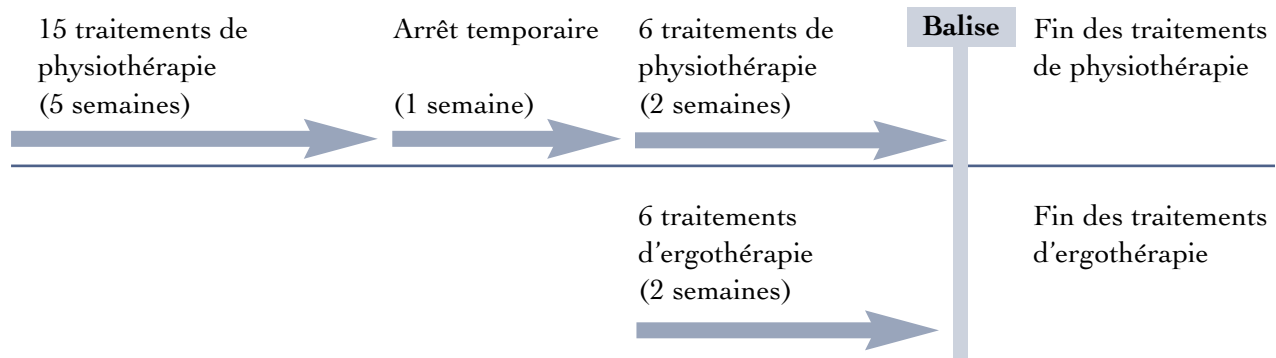 15 traitements de
physiothérapie
(5 semaines)
Arrêt temporaire
(1 semaine)
6 traitements de
physiothérapie
(2 semaines)
Balise
Fin des traitements
de physiothérapie
6 traitements
d’ergothérapie
(2 semaines)
Fin des traitements
d’ergothérapie